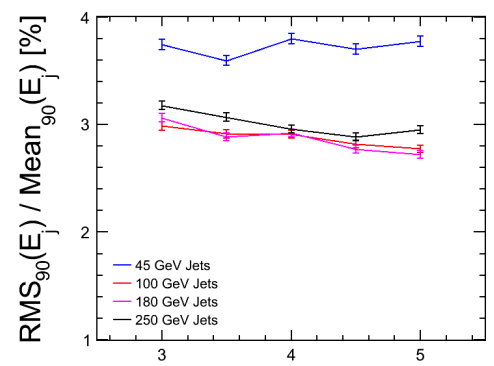 RMS90(Ej) / Mean90(Ej) [%]
4
3
2
1
45 GeV Jets
100 GeV Jets
180 GeV Jets
250 GeV Jets
3 4 5